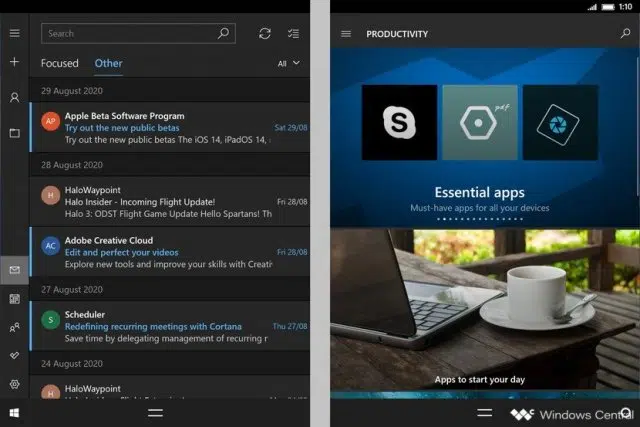 Search
Focused
Other
All
29 August 2020
AP
Apple Beta Software Program
Try out the new public betas
Sat 29/08
Try out the new public betas The iOS 14, iPadOS 14,
28 August 2020
H
HaloWaypoint
Halo Insider - Incoming Flight Update!
Fri 28/08
Halo 3: ODST Flight Game Update Hello Spartans! Th
AC
Adobe Creative Cloud
Edit and perfect your videos
Fri 28/08
Explore new tools and improve your skills with Creativ
27 August 2020
S
Scheduler
Redefining recurring meetings with Cortana
Thu 27/08
Save time by delegating management of recurring r
24 August 2020
H
HaloWaypoint
1:10
PRODUCTIVITY
S
pdf
Essential apps
Must-have apps for all your devices
Apps to start your day
Windows Central